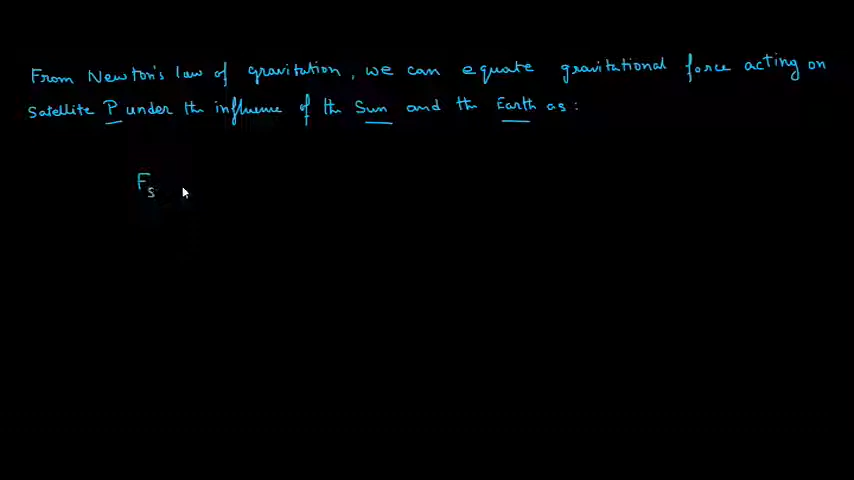 From Newton's law of gravitation, we can equate gravitational force acting on
Satellite P under the influence of the Sun and the Earth as:
Fs